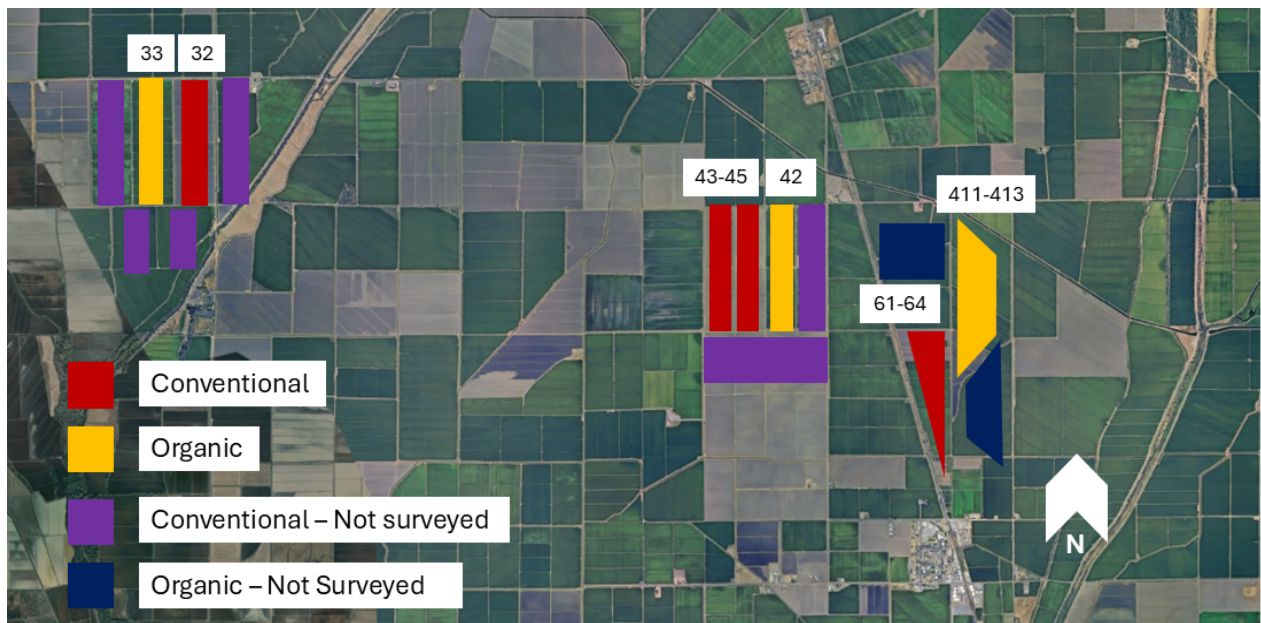 33
32
43-45
42
411-413
61-64
Conventional
Organic
Conventional – Not surveyed
Organic – Not Surveyed
N